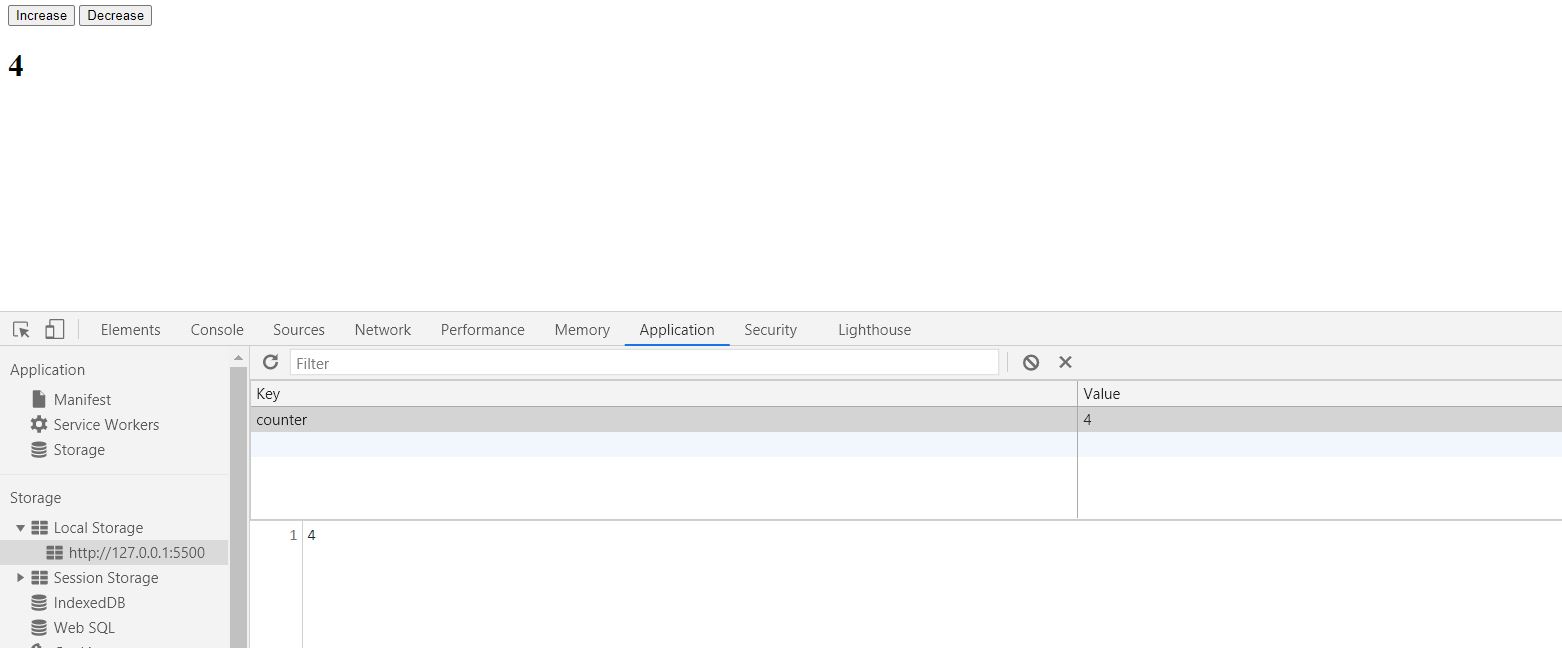 Increase Decrease
4
Elements Console Sources Network Performance Memory Application Security Lighthouse
Application
Filter
Manifest
Key Value
Service Workers
counter 4
Storage
Storage
Local Storage
1 4
http://127.0.0.1:5500
Session Storage
IndexedDB
Web SQL